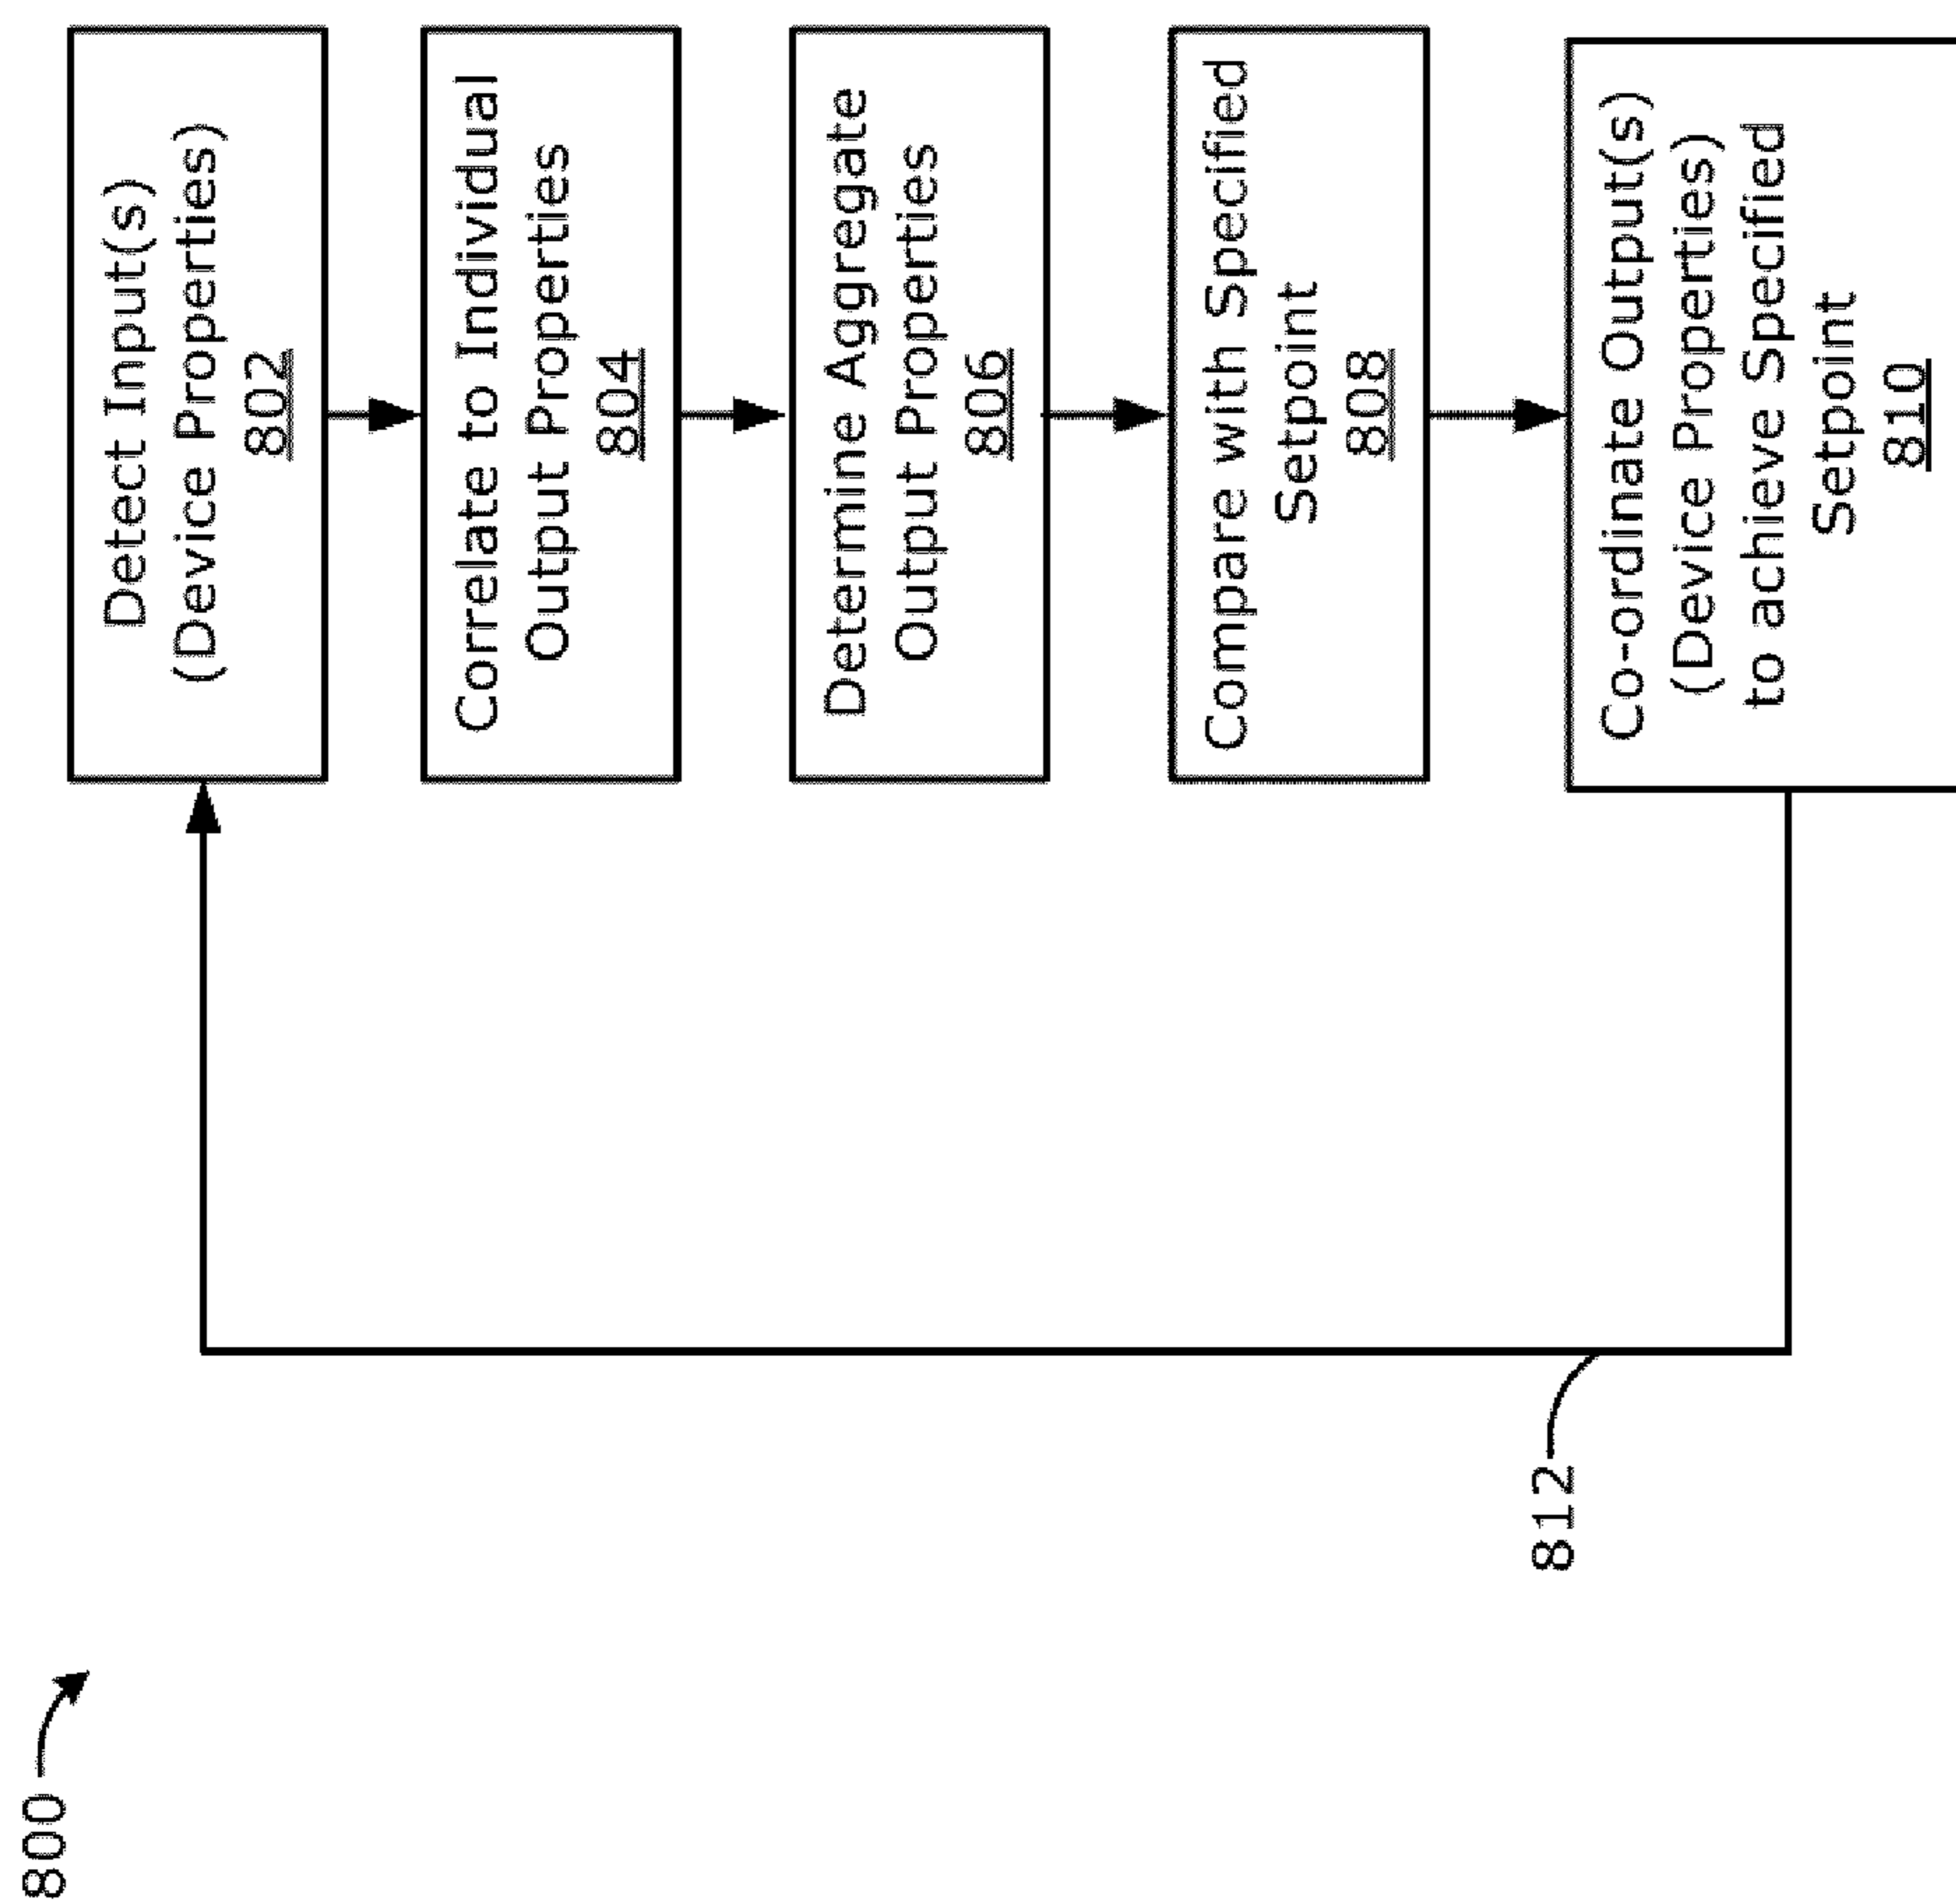 800
Detect Input(s)
(Device Properties)
802
Correlate to Individual
Output Properties
804
Determine Aggregate
Output Properties
806
Compare with Specified
Setpoint
808
Co-ordinate Output(s)
(Device Properties)
to achieve Specified
Setpoint
810
812